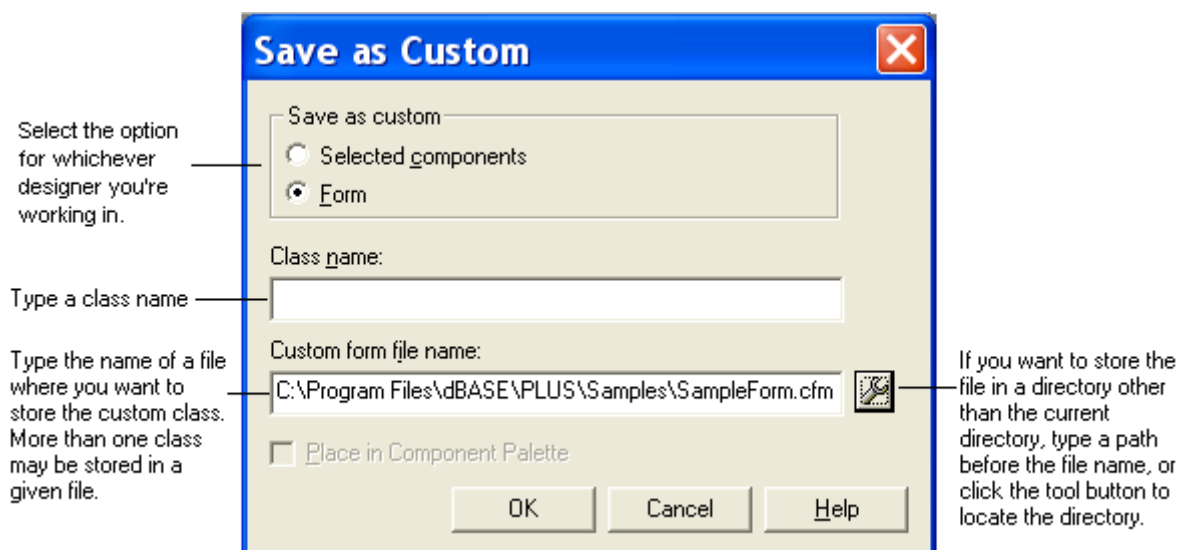 Save as Custom
Select the option
for whichever
designer you're
working in.
Save as custom
Selected components
Form
Class name:
Type a class name
Type the name of a file
where you want to
store the custom class.
More than one class
may be stored in a
given file.
Custom form file name:
C:\Program Files\dBASE\PLUS\Samples\SampleForm.cfm
If you want to store the
file in a directory other
than the current
directory, type a path
before the file name, or
click the tool button to
locate the directory.
Place in Component Palette
OK
Cancel
Help